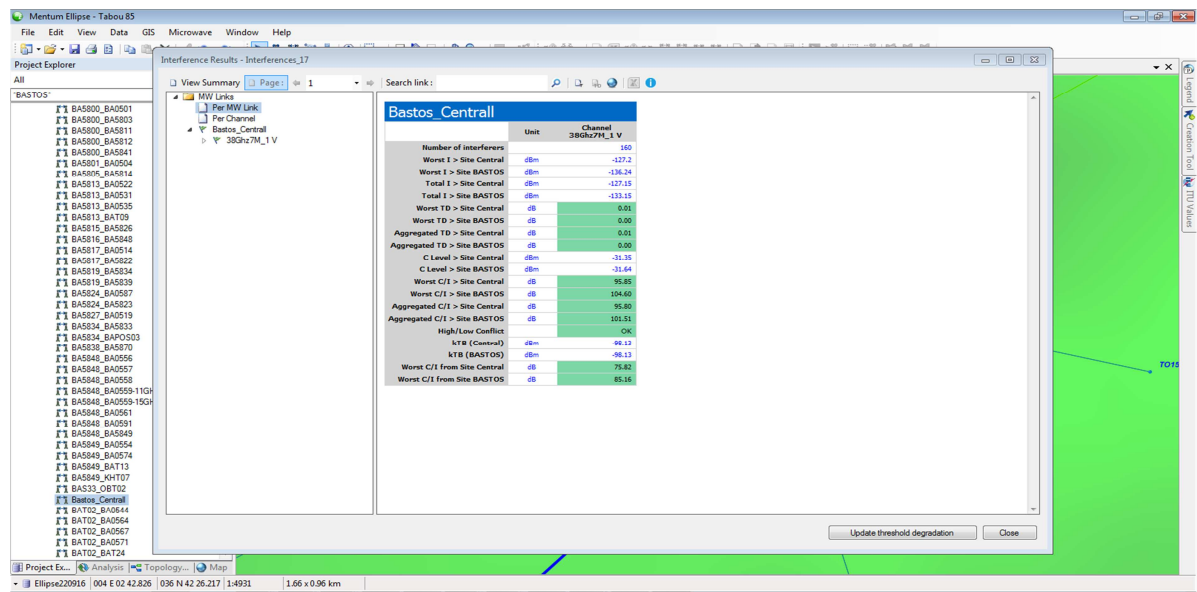 Mentum Ellipse - Tabou 85
File Edit View Data GIS Microwave Window Help
Project Explorer
All
"BASTOS"
BA5800_BA0501
BA5800_BA5803
BA5800_BA5811
BA5800_BA5812
BA5800_BA5841
BA5801_BA0504
BA5805_BA5814
BA5813_BA0522
BA5813_BA0531
BA5813_BA0535
BA5813_BAT09
BA5815_BA5826
BA5816_BA5848
BA5817_BA0514
BA5817_BA5822
BA5819_BA5834
BA5819_BA5839
BA5824_BA0587
BA5824_BA5823
BA5827_BA0519
BA5834_BA5833
BA5834_BAPOS03
BA5838_BA5870
BA5848_BA0556
BA5848_BA0557
BA5848_BA0558
BA5848_BA0559-11GH
BA5848_BA0559-15GH
BA5848_BA0561
BA5848_BA0591
BA5848_BA5849
BA5849_BA0554
BA5849_BA0574
BA5849_BAT13
BA5849_KHT07
BAS33_OBT02
Bastos_Centrall
BAT02_BA0544
BAT02_BA0564
BAT02_BA0567
BAT02_BA0571
BAT02_BAT24
Project Ex... Analysis Topology... Map
Interference Results - Interferences_17
View Summary Page : 1 Search link :
MW Links
Per MW Link
Per Channel
Bastos_Centrall
38Ghz7M_1 V
Bastos_Centrall
Unit Channel 38Ghz7M_1 V
Number of interferers 160
Worst I > Site Central dBm -127.2
Worst I > Site BASTOS dBm -136.24
Total I > Site Central dBm -127.15
Total I > Site BASTOS dBm -133.15
Worst TD > Site Central dB 0.01
Worst TD > Site BASTOS dB 0.00
Aggregated TD > Site Central dB 0.01
Aggregated TD > Site BASTOS dB 0.00
C Level > Site Central dBm -31.35
C Level > Site BASTOS dBm -31.64
Worst C/I > Site Central dB 95.85
Worst C/I > Site BASTOS dB 104.60
Aggregated C/I > Site Central dB 95.80
Aggregated C/I > Site BASTOS dB 101.51
High/Low Conflict OK
kTB (Central) dBm -98.13
kTB (BASTOS) dBm -98.13
Worst C/I from Site Central dB 75.82
Worst C/I from Site BASTOS dB 85.16
Update threshold degradation Close
Legend
Creation Tool
ITU Values
TO15
Ellipse220916 004 E 02 42.826 036 N 42 26.217 1:4931 1.66 x 0.96 km